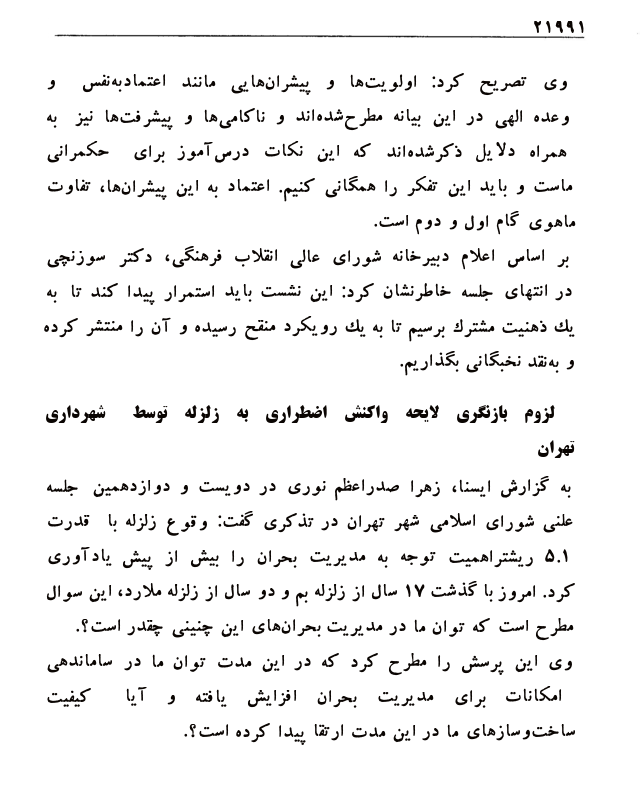 ۲۱۹۹۱
وی تصریح کرد: اولویت‌ها و پیشران‌هایی مانند اعتمادبه‌نفس و
وعده الهی در این بیانه مطرح‌شده‌اند و ناکامی‌ها و پیشرفت‌ها نیز به
همراه دلایل ذکرشده‌اند که این نکات درس‌آموز برای حکمرانی
ماست و باید این تفکر را همگانی کنیم. اعتماد به این پیشران‌ها، تفاوت
ماهوی گام اول و دوم است.
بر اساس اعلام دبیرخانه شورای عالی انقلاب فرهنگی، دکتر سوزنچی
در انتهای جلسه خاطرنشان کرد: این نشست باید استمرار پیدا کند تا به
یك ذهنیت مشترك برسیم تا به یك رویکرد منقح رسیده و آن را منتشر کرده
و به‌نقد نخبگانی بگذاریم.
لزوم بازنگری لایحه واکنش اضطراری به زلزله توسط شهرداری
تهران
به گزارش ایسنا، زهرا صدراعظم نوری در دویست و دوازدهمین جلسه
علنی شورای اسلامی شهر تهران در تذکری گفت: وقوع زلزله با قدرت
۵.۱ ریشتراهمیت توجه به مدیریت بحران را بیش از پیش یادآوری
کرد. امروز با گذشت ۱۷ سال از زلزله بم و دو سال از زلزله ملارد، این سوال
مطرح است که توان ما در مدیریت بحران‌های این چنینی چقدر است؟.
وی این پرسش را مطرح کرد که در این مدت توان ما در ساماندهی
امکانات برای مدیریت بحران افزایش یافته و آیا کیفیت
ساخت‌وسازهای ما در این مدت ارتقا پیدا کرده است؟.